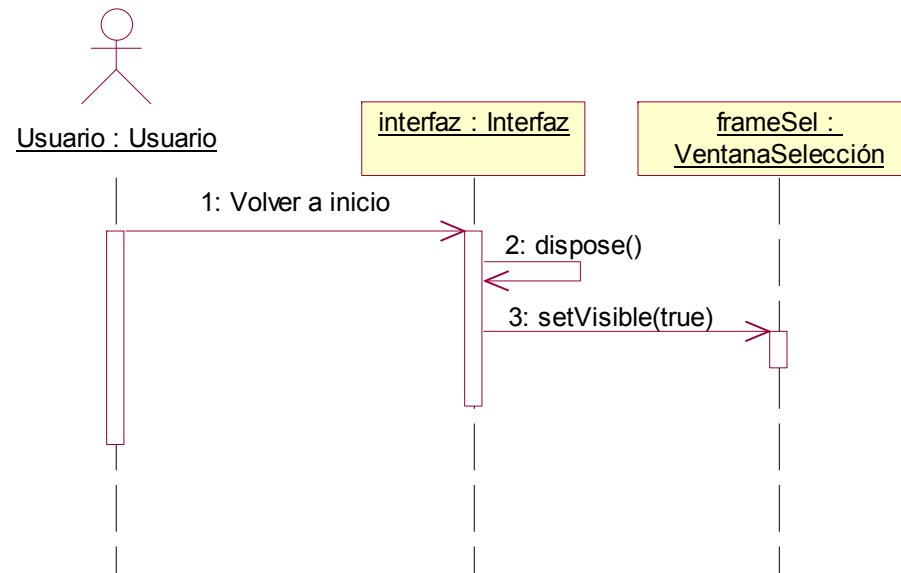 Usuario : Usuario
interfaz : Interfaz
frameSel :
VentanaSelección
1: Volver a inicio
2: dispose()
3: setVisible(true)